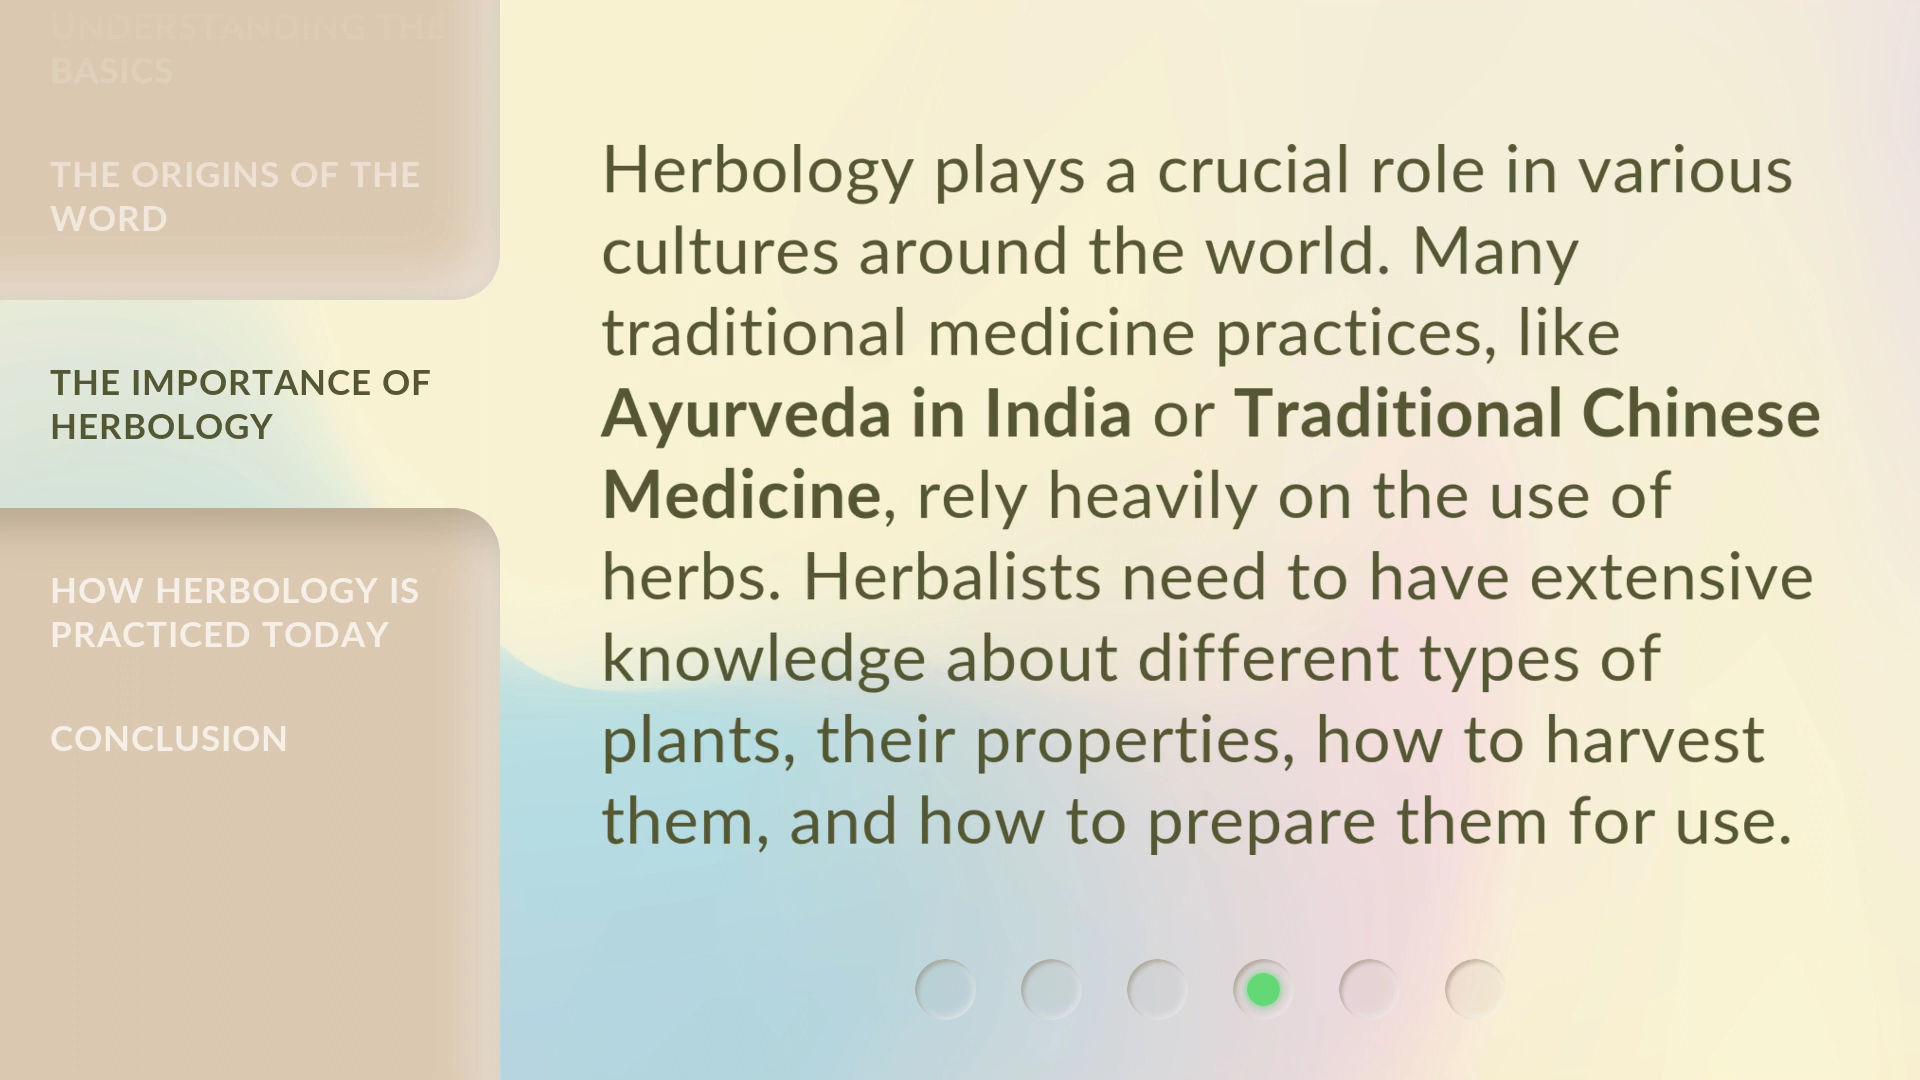 UNDERSTANDING THE
BASICS
THE ORIGINS OF THE
WORD
THE IMPORTANCE OF
HERBOLOGY
HOW HERBOLOGY IS
PRACTICED TODAY
CONCLUSION
Herbology plays a crucial role in various
cultures around the world. Many
traditional medicine practices, like
Ayurveda in India or Traditional Chinese
Medicine, rely heavily on the use of
herbs. Herbalists need to have extensive
knowledge about different types of
plants, their properties, how to harvest
them, and how to prepare them for use.